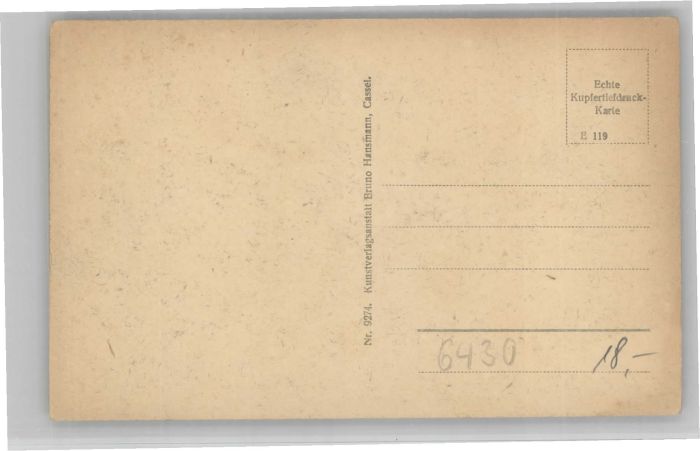 Nr. 9274. Kunstverlagsanstalt Bruno Hansmann, Cassel.
Echte
Kupfertiefdruck-
Karte
E 119
6430
18,–